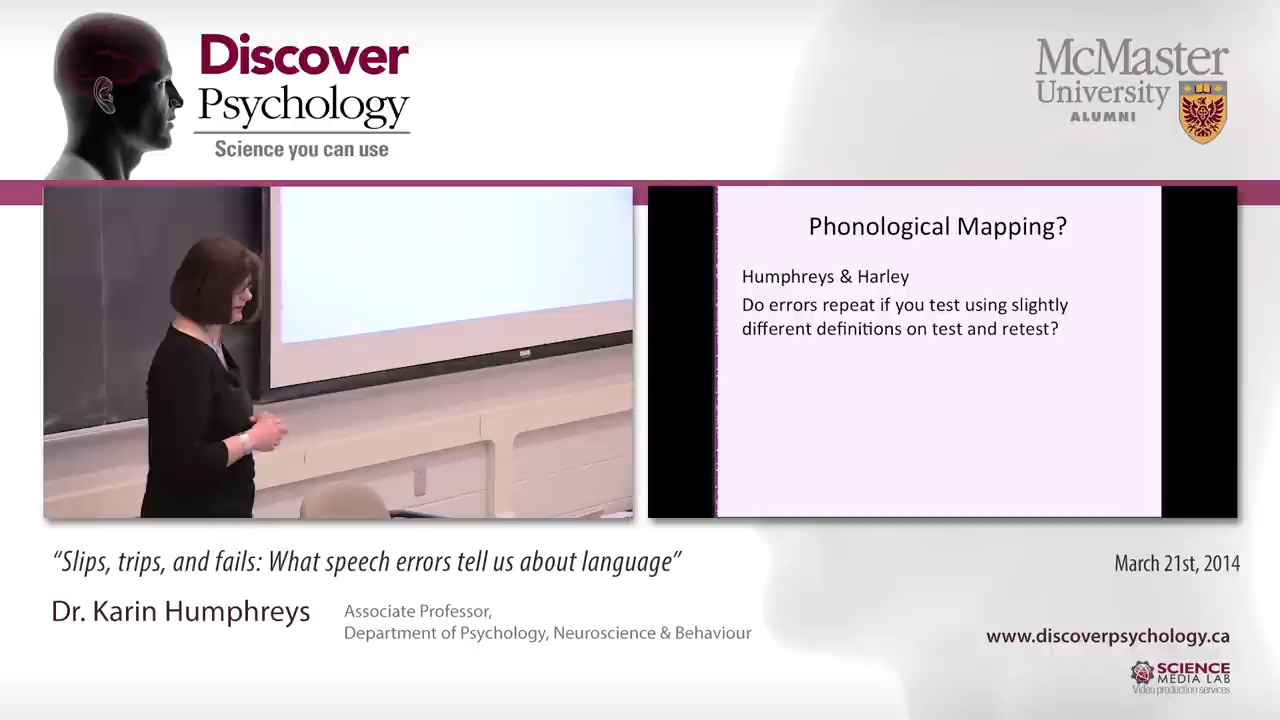 Discover
Psychology
Science you can use
McMaster
University
ALUMNI
Phonological Mapping?
Humphreys & Harley
Do errors repeat if you test using slightly
different definitions on test and retest?
“Slips, trips, and fails: What speech errors tell us about language”
March 21st, 2014
Dr. Karin Humphreys
Associate Professor,
Department of Psychology, Neuroscience & Behaviour
www.discoverpsychology.ca
SCIENCE
MEDIA LAB
Video production services